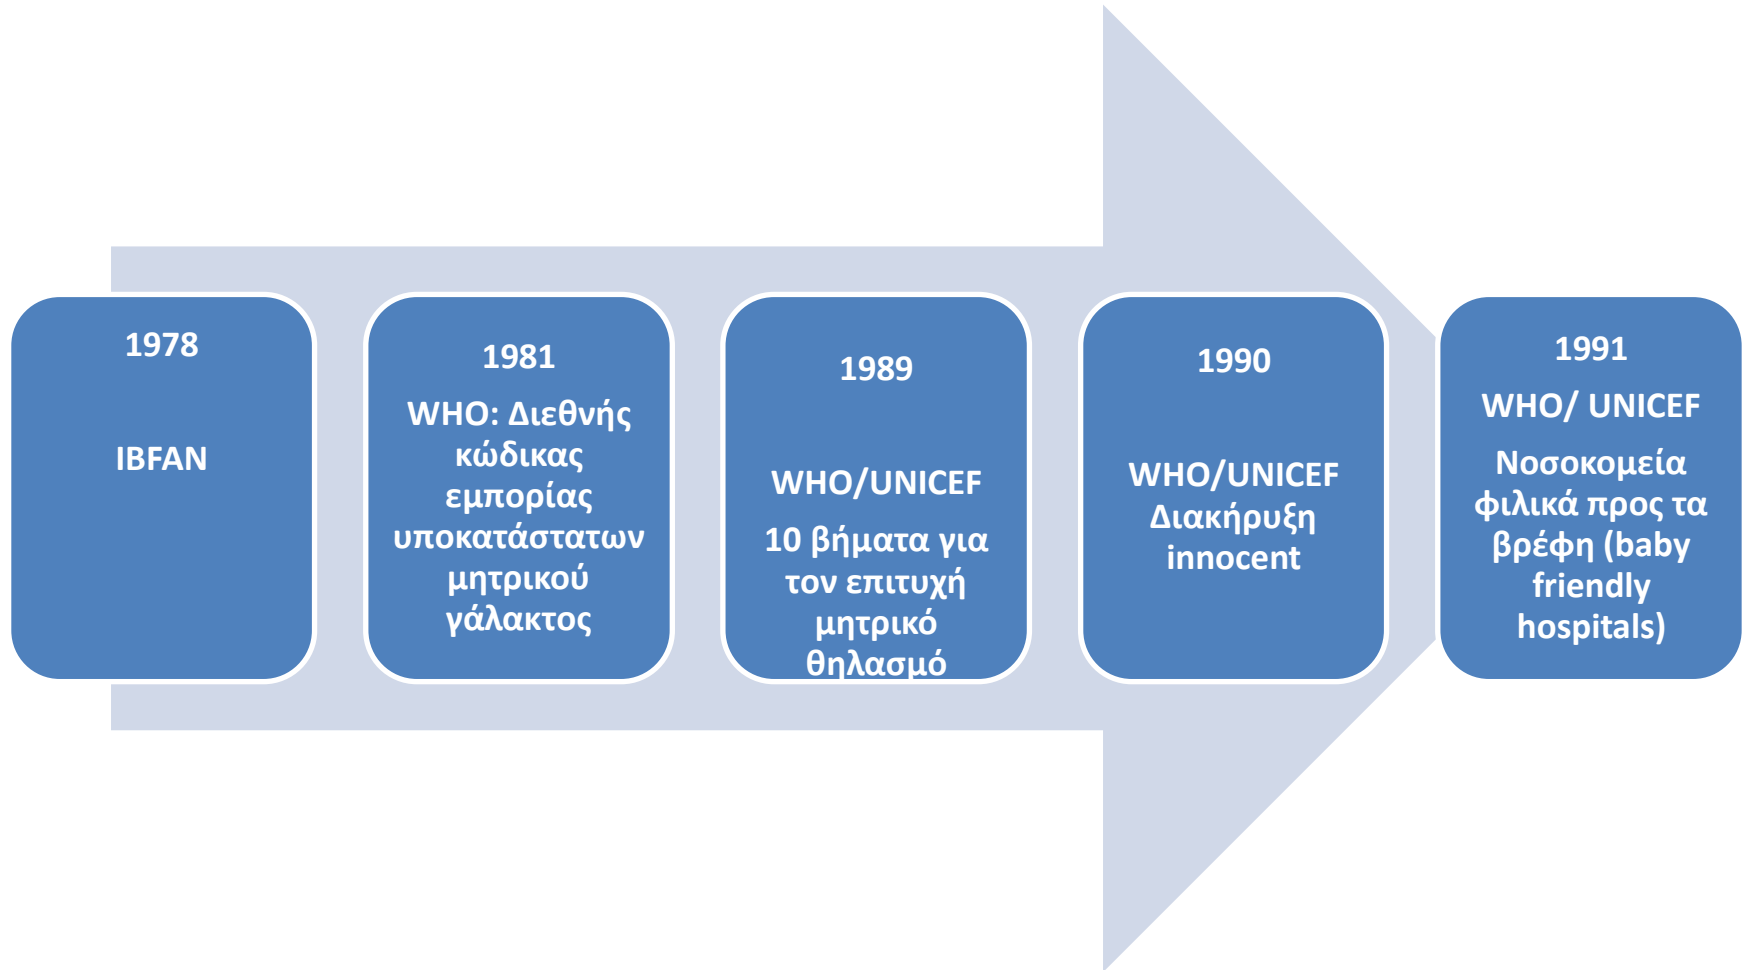 1978
IBFAN
1981
WHO: Διεθνής
κώδικας
εμπορίας
υποκατάστατων
μητρικού
γάλακτος
1989
WHO/UNICEF
10 βήματα για
τον επιτυχή
μητρικό
θηλασμό
1990
WHO/UNICEF
Διακήρυξη
innocent
1991
WHO/ UNICEF
Νοσοκομεία
φιλικά προς τα
βρέφη (baby
friendly
hospitals)